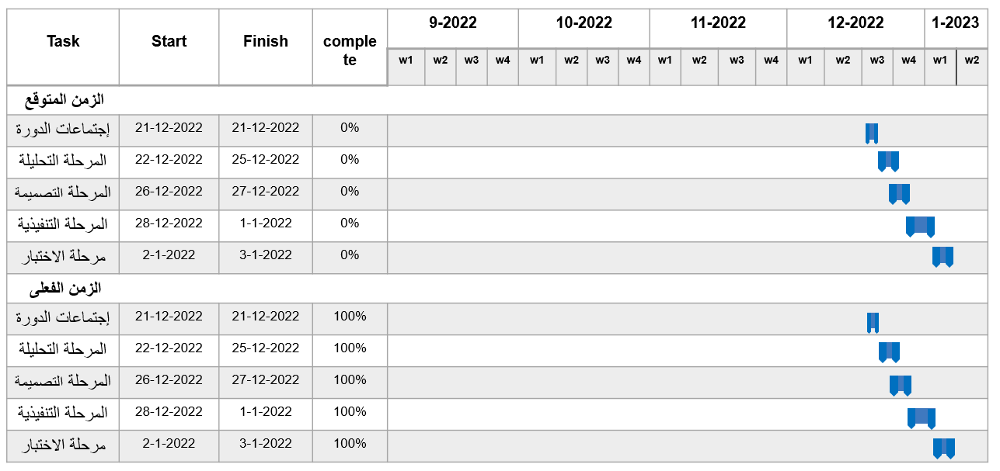 Task Start Finish comple 9-2022 10-2022 11-2022 12-2022 1-2023
te w1 w2 w3 w4 w1 w2 w3 w4 w1 w2 w3 w4 w1 w2 w3 w4 w1 w2
الزمن المتوقع
إجتماعات الدورة 21-12-2022 21-12-2022 0%
المرحلة التحليلة 22-12-2022 25-12-2022 0%
المرحلة التصميمة 26-12-2022 27-12-2022 0%
المرحلة التنفيذية 28-12-2022 1-1-2022 0%
مرحلة الاختبار 2-1-2022 3-1-2022 0%
الزمن الفعلى
إجتماعات الدورة 21-12-2022 21-12-2022 100%
المرحلة التحليلة 22-12-2022 25-12-2022 100%
المرحلة التصميمة 26-12-2022 27-12-2022 100%
المرحلة التنفيذية 28-12-2022 1-1-2022 100%
مرحلة الاختبار 2-1-2022 3-1-2022 100%